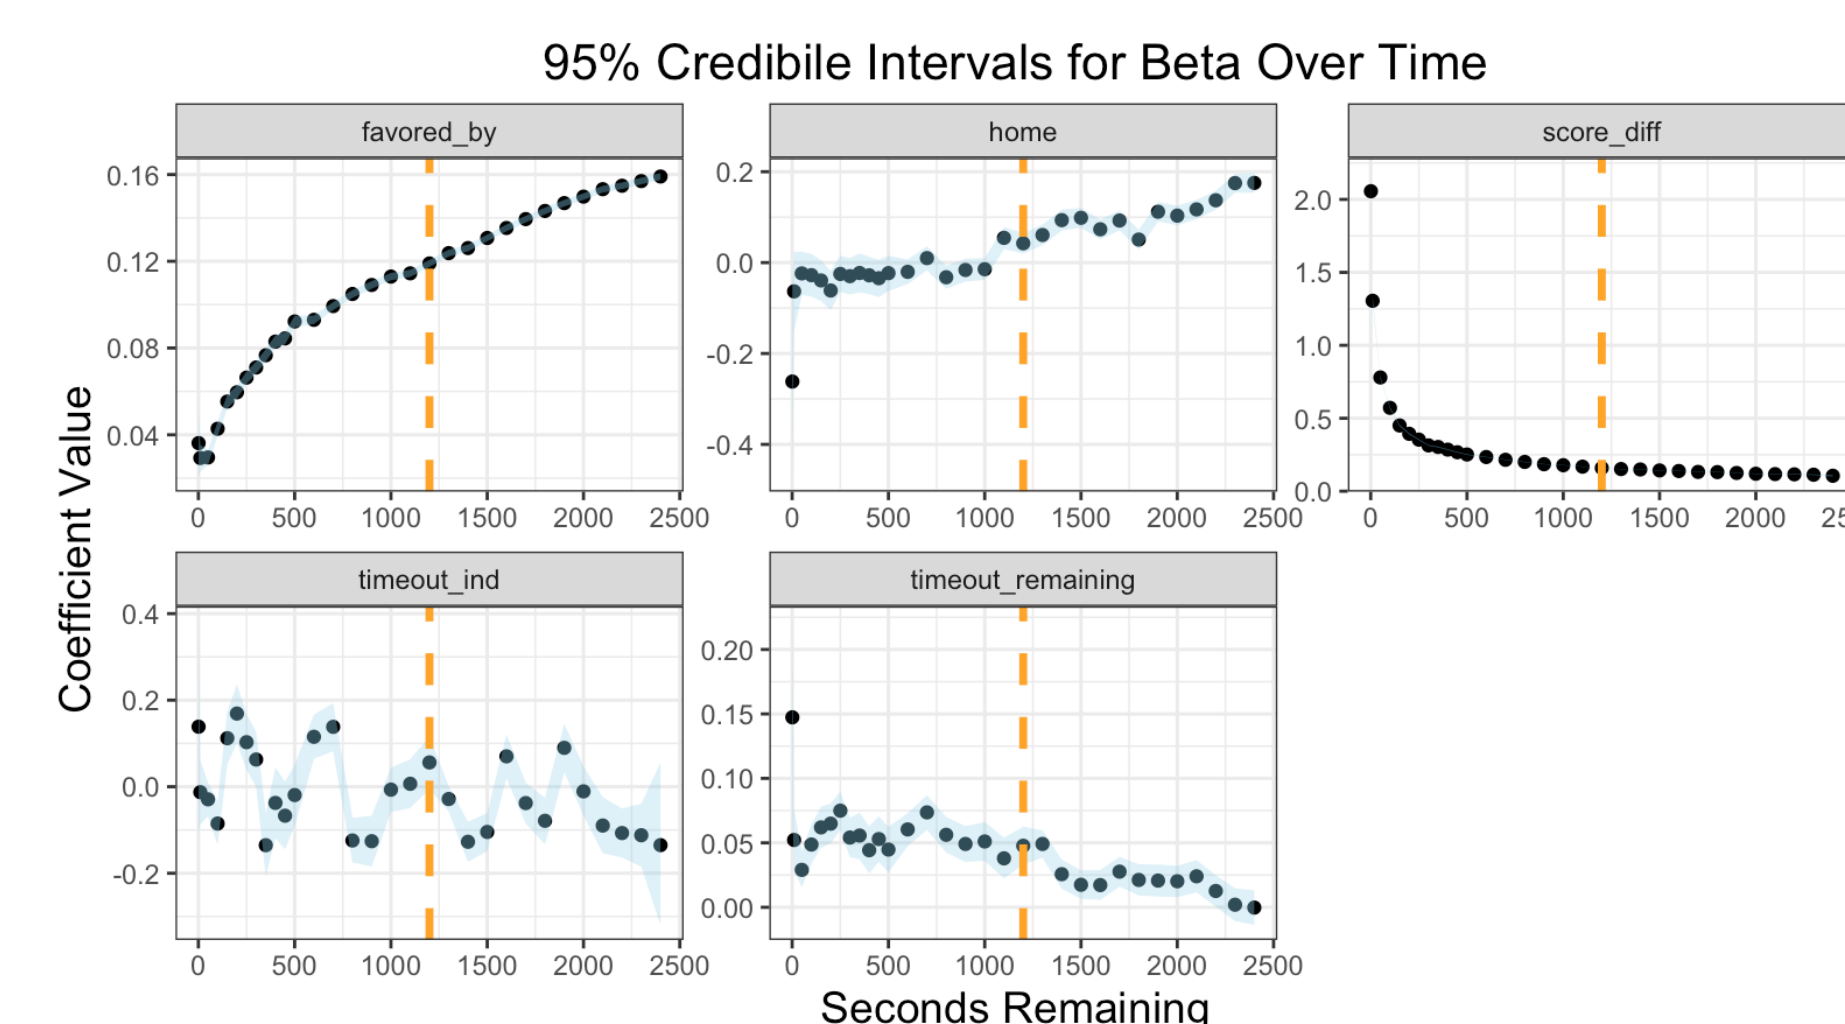 95% Credibile Intervals for Beta Over Time
favored_by
home
score_diff
0.16
0.12
0.08
0.04
0.2
0.0
-0.2
-0.4
2.0
1.5
1.0
0.5
0.0
0 500 1000 1500 2000 2500
0 500 1000 1500 2000 2500
0 500 1000 1500 2000 25
Coefficient Value
timeout_ind
timeout_remaining
0.4
0.2
0.0
-0.2
0.20
0.15
0.10
0.05
0.00
0 500 1000 1500 2000 2500
0 500 1000 1500 2000 2500
Seconds Remaining